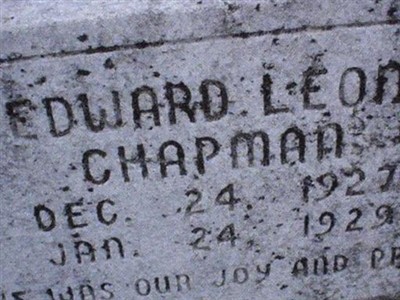 EDWARD LEON
CHAPMAN
DEC. 24. 1927
JAN. 24. 1929
WAS OUR JOY AND